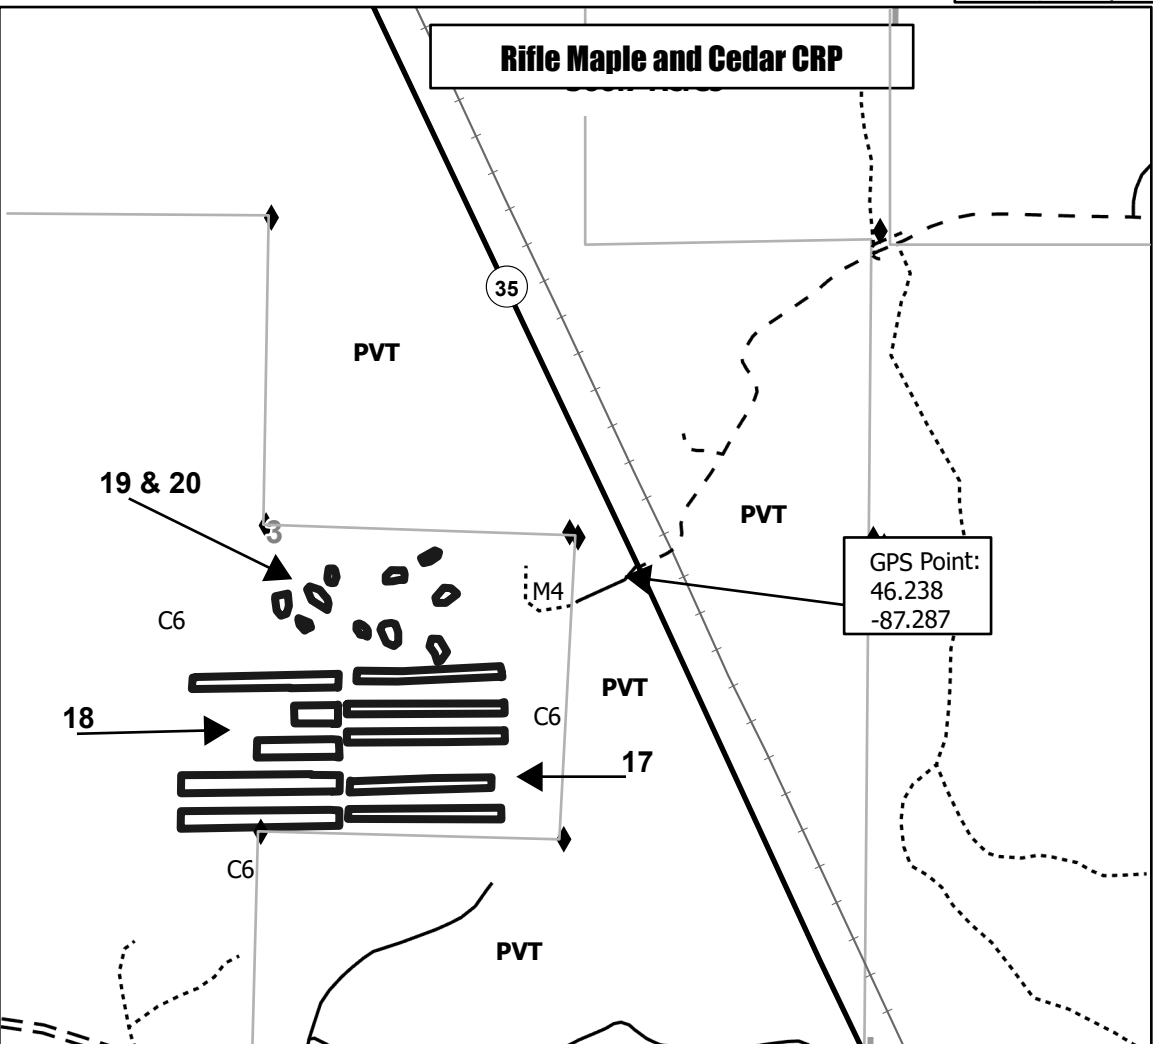 Rifle Maple and Cedar CRP
35
PVT
19 & 20
3
PVT
GPS Point:
46.238
-87.287
M4
C6
PVT
C6
18
17
C6
PVT